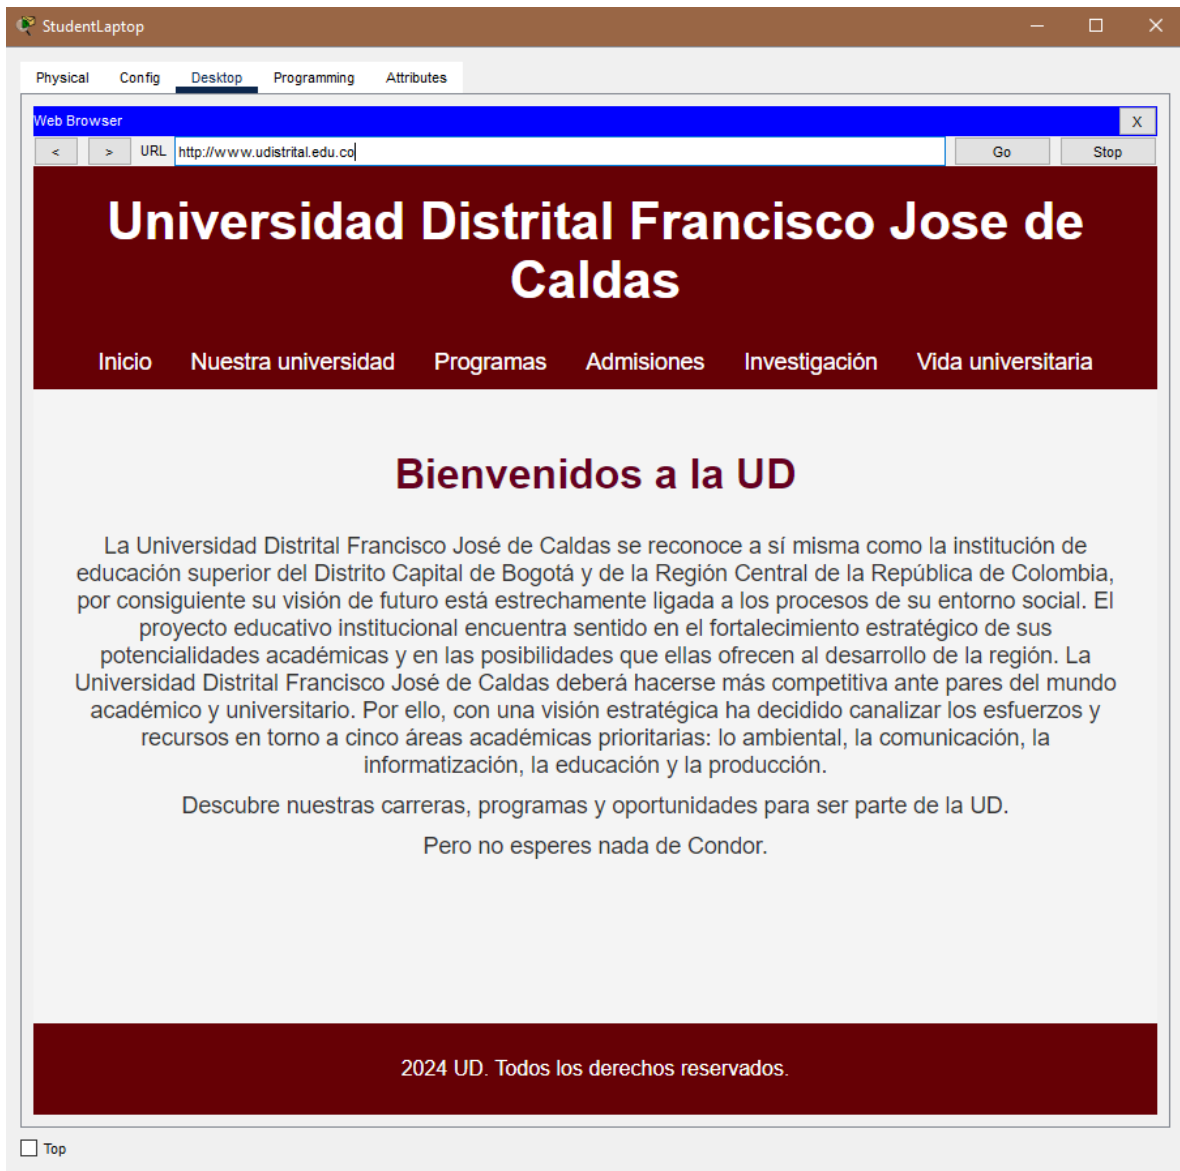 StudentLaptop
Physical Config Desktop Programming Attributes
Web Browser X
< > URL http://www.udistrital.edu.co Go Stop
Universidad Distrital Francisco Jose de
Caldas
Inicio Nuestra universidad Programas Admisiones Investigación Vida universitaria
Bienvenidos a la UD
La Universidad Distrital Francisco José de Caldas se reconoce a sí misma como la institución de
educación superior del Distrito Capital de Bogotá y de la Región Central de la República de Colombia,
por consiguiente su visión de futuro está estrechamente ligada a los procesos de su entorno social. El
proyecto educativo institucional encuentra sentido en el fortalecimiento estratégico de sus
potencialidades académicas y en las posibilidades que ellas ofrecen al desarrollo de la región. La
Universidad Distrital Francisco José de Caldas deberá hacerse más competitiva ante pares del mundo
académico y universitario. Por ello, con una visión estratégica ha decidido canalizar los esfuerzos y
recursos en torno a cinco áreas académicas prioritarias: lo ambiental, la comunicación, la
informatización, la educación y la producción.
Descubre nuestras carreras, programas y oportunidades para ser parte de la UD.
Pero no esperes nada de Condor.
2024 UD. Todos los derechos reservados.
Top